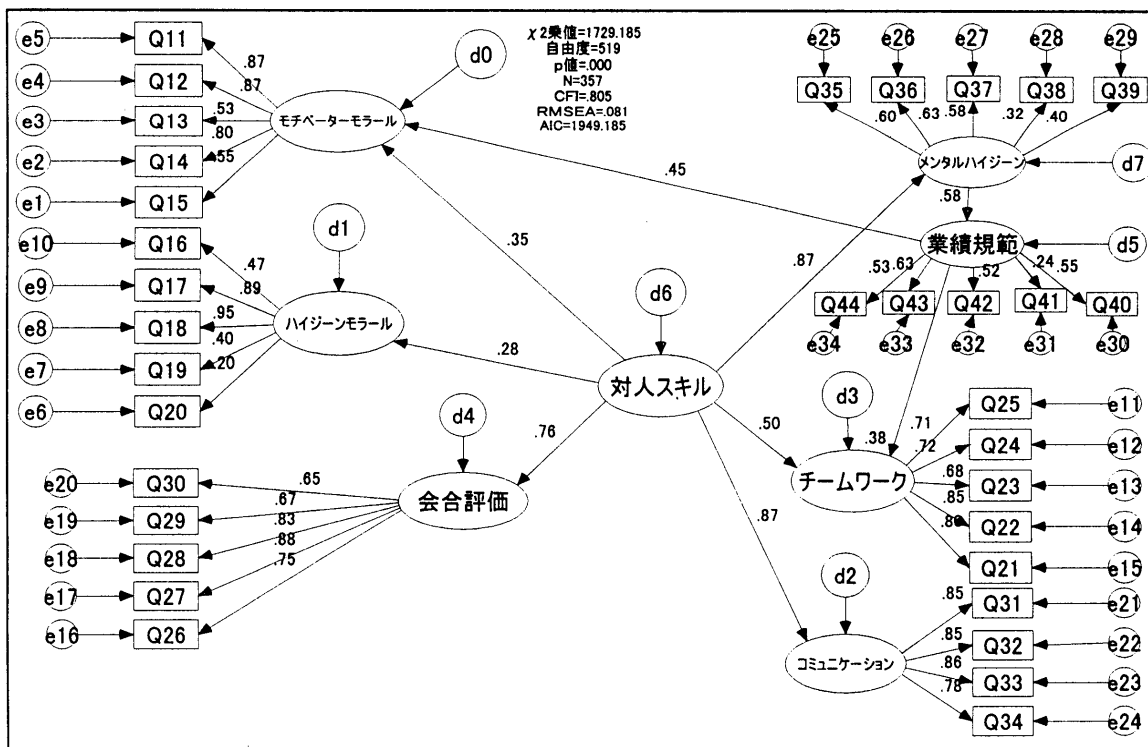 χ2乗値=1729.185
自由度=519
p値=.000
N=357
CFI=.805
RMSEA=.081
AIC=1949.185
e5
Q11
e4
Q12
e3
Q13
e2
Q14
e1
Q15
.87
.87
.53
.80
.55
モチベーターモラール
d0
e10
Q16
e9
Q17
e8
Q18
e7
Q19
e6
Q20
.47
.89
.95
.40
.20
ハイジーンモラール
d1
e20
Q30
e19
Q29
e18
Q28
e17
Q27
e16
Q26
.65
.67
.83
.88
.75
会合評価
d4
対人スキル
d6
.45
.35
.28
.76
.87
.50
.87
e25
e26
e27
e28
e29
Q35
Q36
Q37
Q38
Q39
.60
.63
.58
.32
.40
メンタルハイジーン
d7
.58
業績規範
d5
.53
.63
.52
.24
.55
Q44
Q43
Q42
Q41
Q40
e34
e33
e32
e31
e30
d3
.38
チームワーク
.71
.72
.68
.85
Q25
e11
Q24
e12
Q23
e13
Q22
e14
Q21
e15
d2
コミュニケーション
.85
.85
.86
.78
Q31
e21
Q32
e22
Q33
e23
Q34
e24